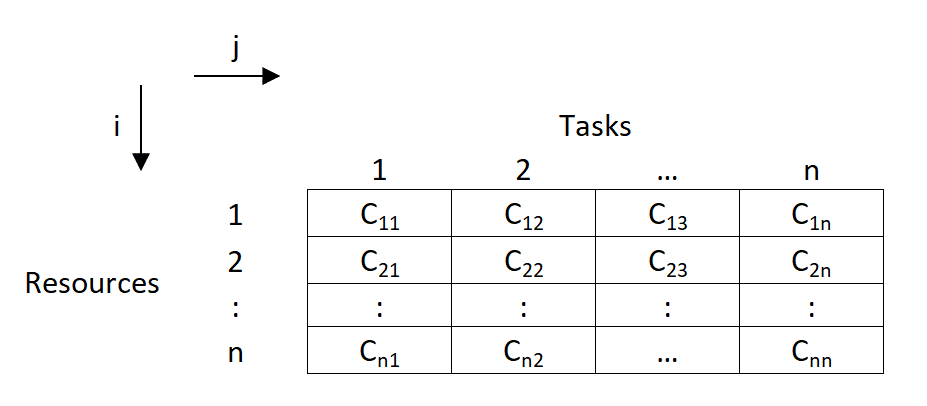 j
i
Tasks
1 2 ... n
1 C11 C12 C13 C1n
2 C21 C22 C23 C2n
Resources
: : : : :
n Cn1 Cn2 ... Cnn